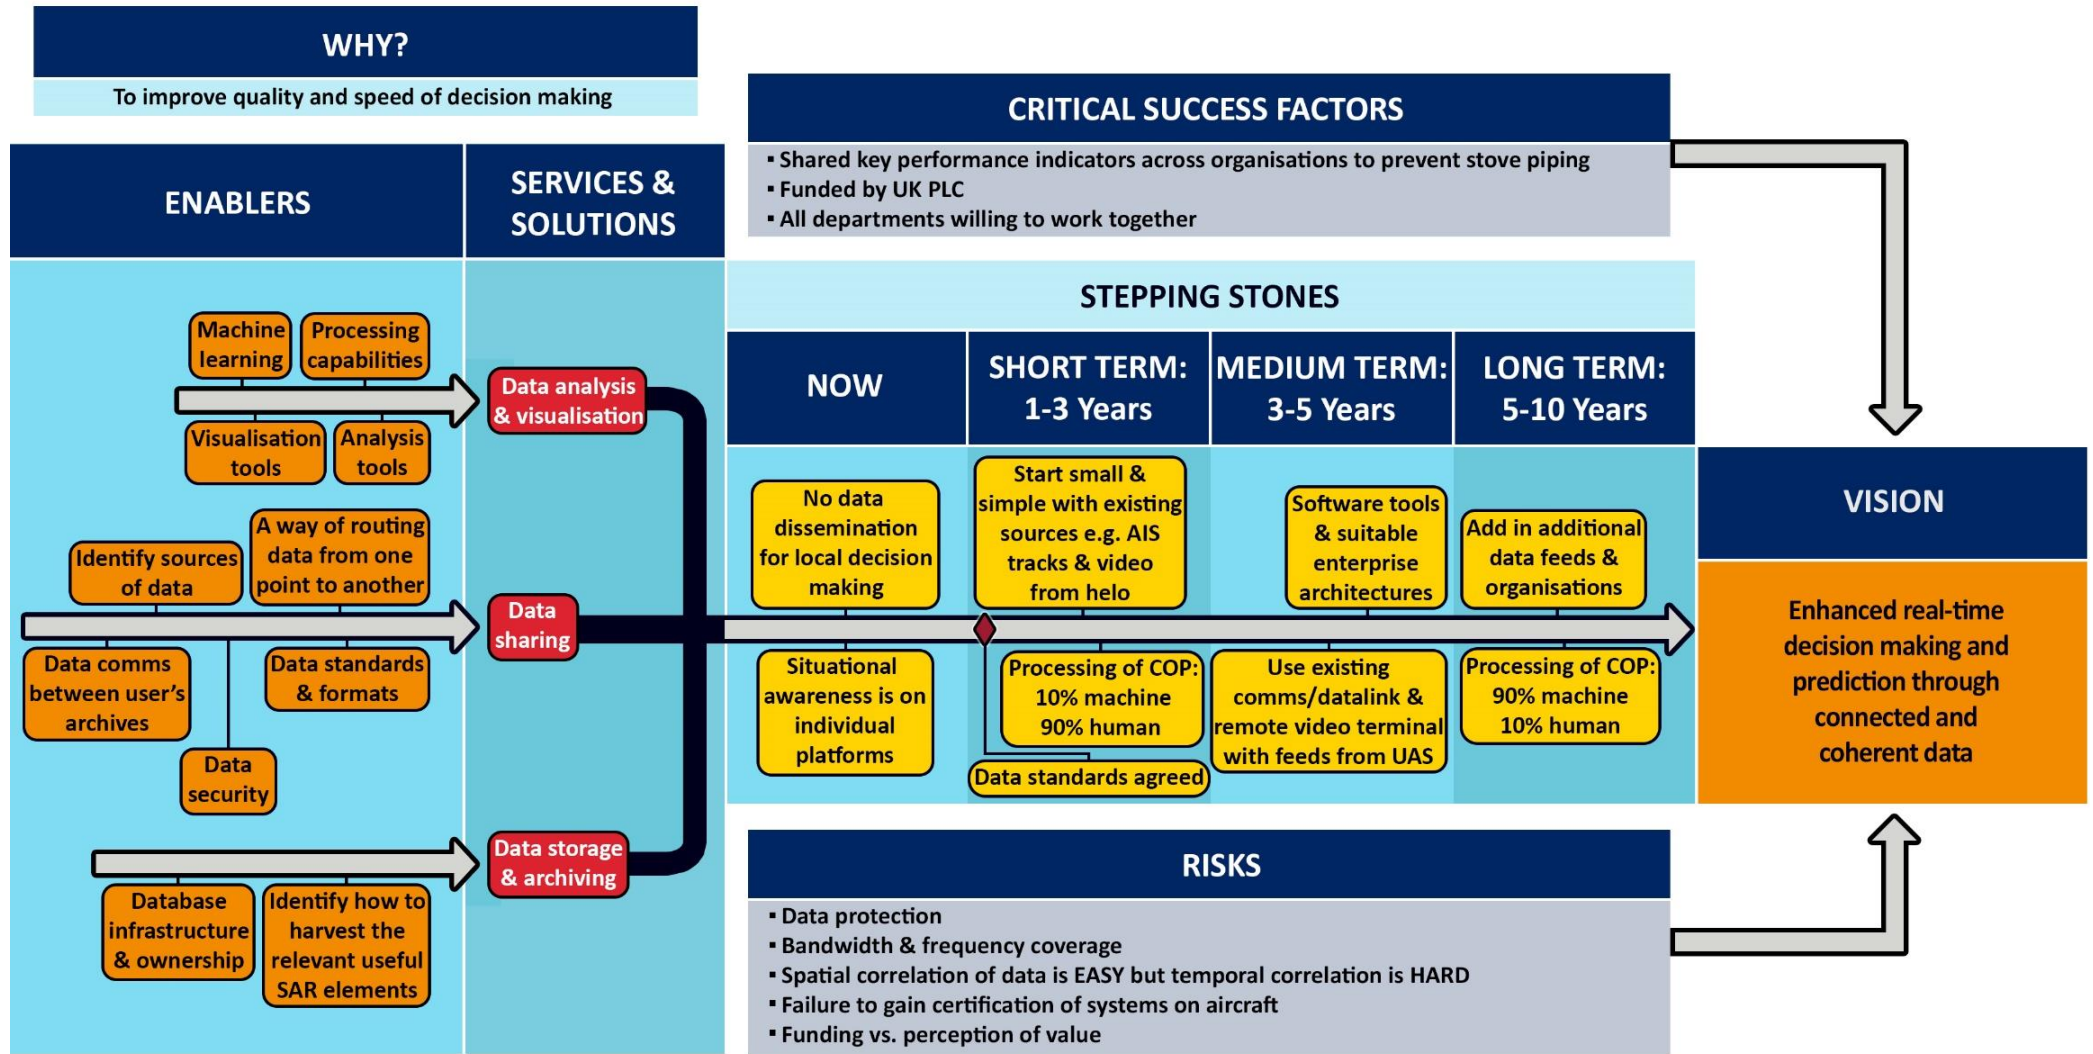 WHY?
To improve quality and speed of decision making
CRITICAL SUCCESS FACTORS
▪ Shared key performance indicators across organisations to prevent stove piping
▪ Funded by UK PLC
▪ All departments willing to work together
ENABLERS
SERVICES &
SOLUTIONS
Machine
learning
Processing
capabilities
Visualisation
tools
Analysis
tools
Data analysis
& visualisation
Identify sources
of data
A way of routing
data from one
point to another
Data comms
between user's
archives
Data
security
Data standards
& formats
Data
sharing
Database
infrastructure
& ownership
Identify how to
harvest the
relevant useful
SAR elements
Data storage
& archiving
STEPPING STONES
NOW
SHORT TERM:
1-3 Years
MEDIUM TERM:
3-5 Years
LONG TERM:
5-10 Years
No data
dissemination
for local decision
making
Situational
awareness is on
individual
platforms
Start small &
simple with existing
sources e.g. AIS
tracks & video
from helo
Processing of COP:
10% machine
90% human
Data standards agreed
Software tools
& suitable
enterprise
architectures
Use existing
comms/datalink &
remote video terminal
with feeds from UAS
Add in additional
data feeds &
organisations
Processing of COP:
90% machine
10% human
VISION
Enhanced real-time
decision making and
prediction through
connected and
coherent data
RISKS
▪ Data protection
▪ Bandwidth & frequency coverage
▪ Spatial correlation of data is EASY but temporal correlation is HARD
▪ Failure to gain certification of systems on aircraft
▪ Funding vs. perception of value